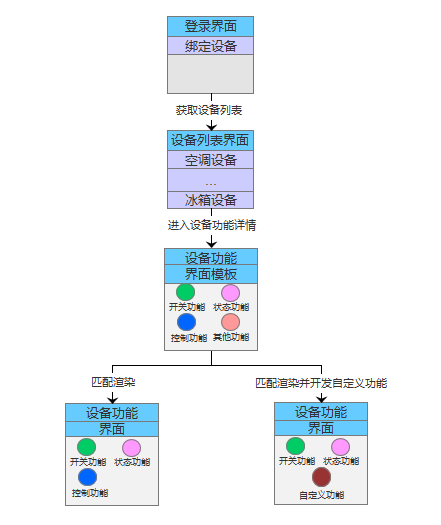 登录界面
绑定设备
获取设备列表
设备列表界面
空调设备
...
冰箱设备
进入设备功能详情
设备功能
界面模板
开关功能 状态功能
控制功能 其他功能
匹配渲染 匹配渲染并开发自定义功能
设备功能
界面
开关功能 状态功能
控制功能
设备功能
界面
开关功能 状态功能
自定义功能